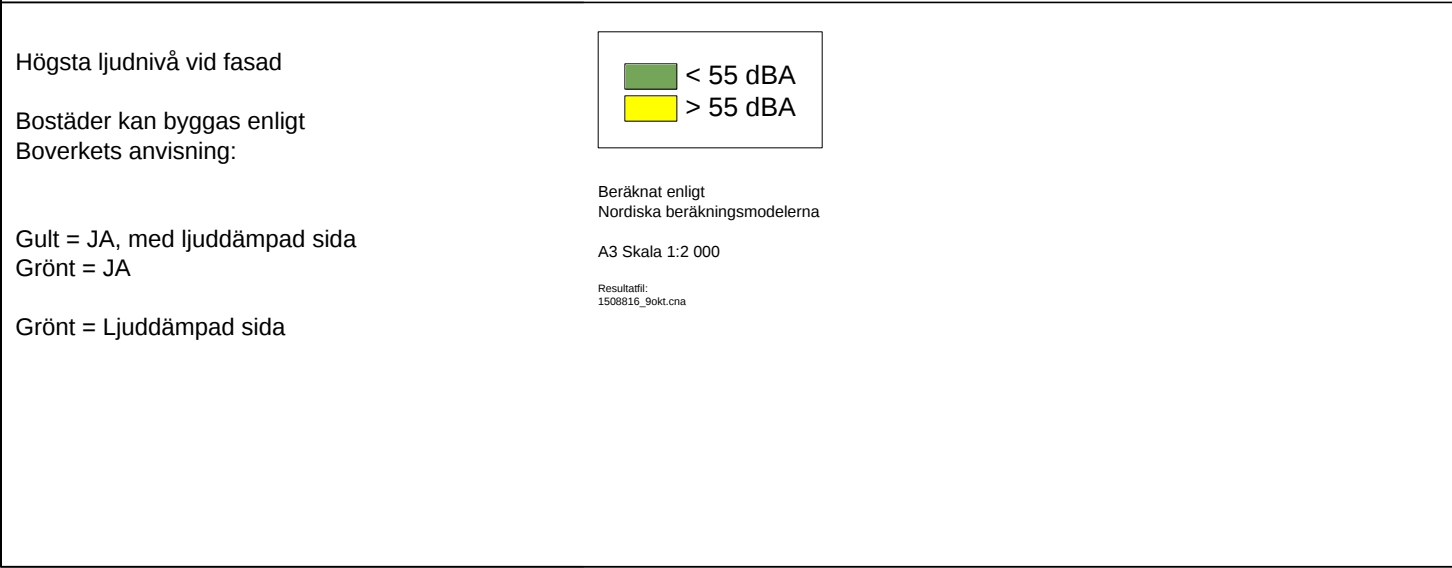 Högsta ljudnivå vid fasad
Bostäder kan byggas enligt
Boverkets anvisning:
Gult = JA, med ljuddämpad sida
Grönt = JA
Grönt = Ljuddämpad sida
< 55 dBA
> 55 dBA
Beräknat enligt
Nordiska beräkningsmodelerna
A3 Skala 1:2 000
Resultatfil:
1508816_9okt.cna